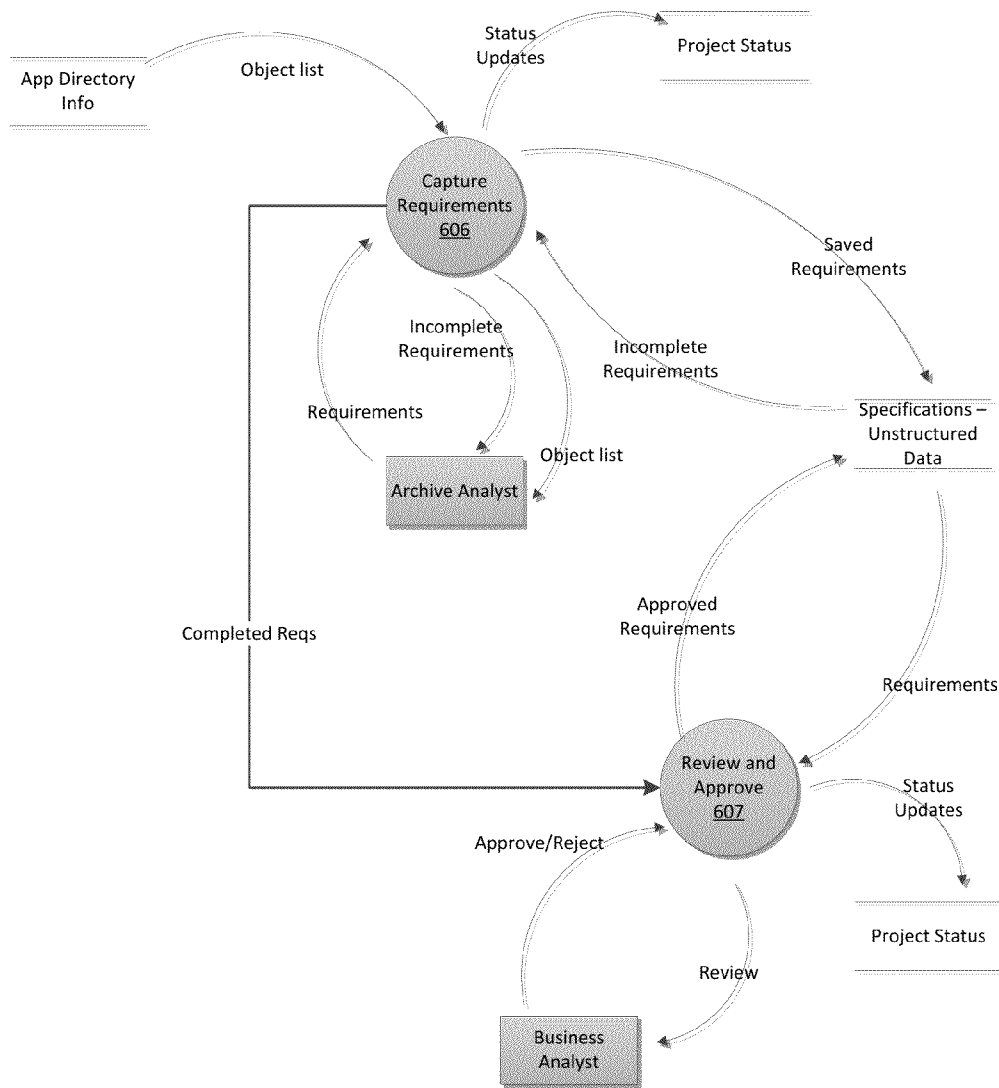 Status
Updates
Project Status
App Directory
Info
Object list
Capture
Requirements
606
Saved
Requirements
Incomplete
Requirements
Incomplete
Requirements
Requirements
Specifications –
Unstructured
Data
Object list
Archive Analyst
Approved
Requirements
Completed Reqs
Requirements
Review and
Approve
607
Status
Updates
Approve/Reject
Project Status
Review
Business
Analyst